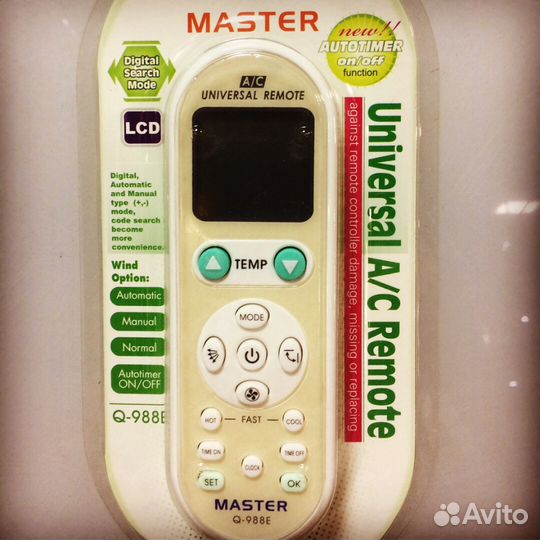 MASTER
new!!
AUTOTIMER
on/off
function
Digital
Search
Mode
LCD
Digital,
Automatic
and Manual
type (+,-)
mode,
code search
become
more
convenience.
Wind
Option:
Automatic
Manual
Normal
Autotimer
ON/OFF
Q-988E
A/C
UNIVERSAL REMOTE
TEMP
MODE
HOT
FAST
COOL
TIME ON
TIME OFF
CLOCK
SET
OK
MASTER
Q-988E
Universal A/C Remote
against remote controller damage, missing or replacing
Avito